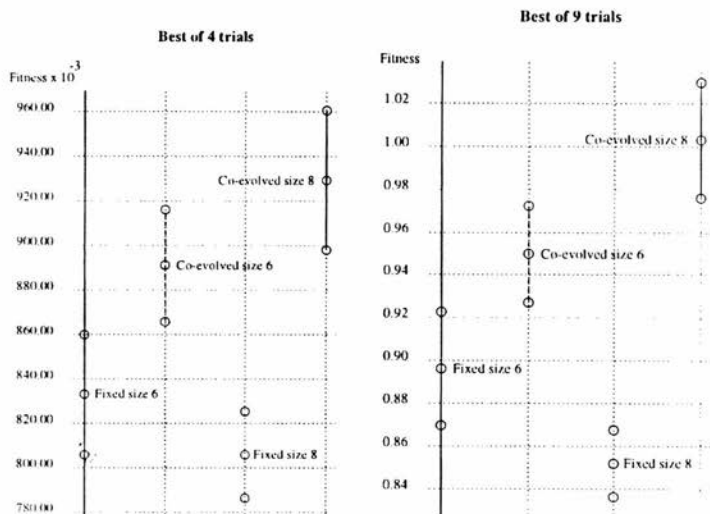 Best of 4 trials
Fitness x 10
-3
960.00
940.00
920.00
900.00
880.00
860.00
840.00
820.00
800.00
780.00
Co-evolved size 8
Co-evolved size 6
Fixed size 6
Fixed size 8
Best of 9 trials
Fitness
1.02
1.00
0.98
0.96
0.94
0.92
0.90
0.88
0.86
0.84
Co-evolved size 8
Co-evolved size 6
Fixed size 6
Fixed size 8